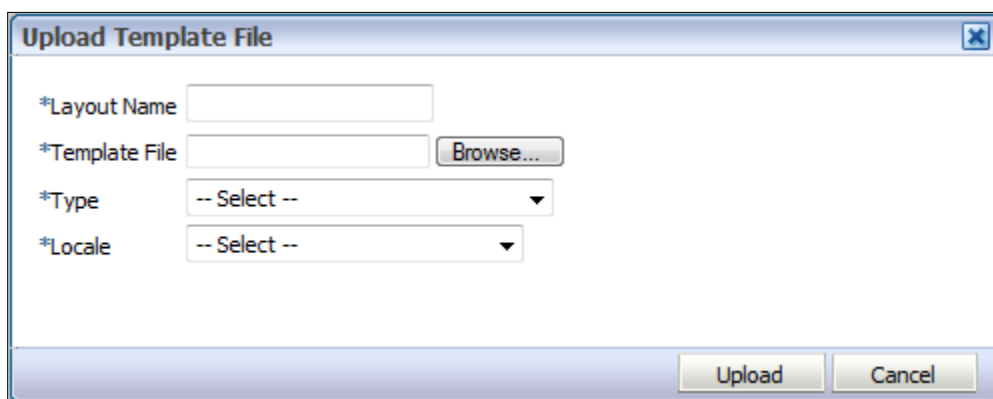 Upload Template File
*Layout Name
*Template File Browse...
*Type -- Select --
*Locale -- Select --
Upload Cancel